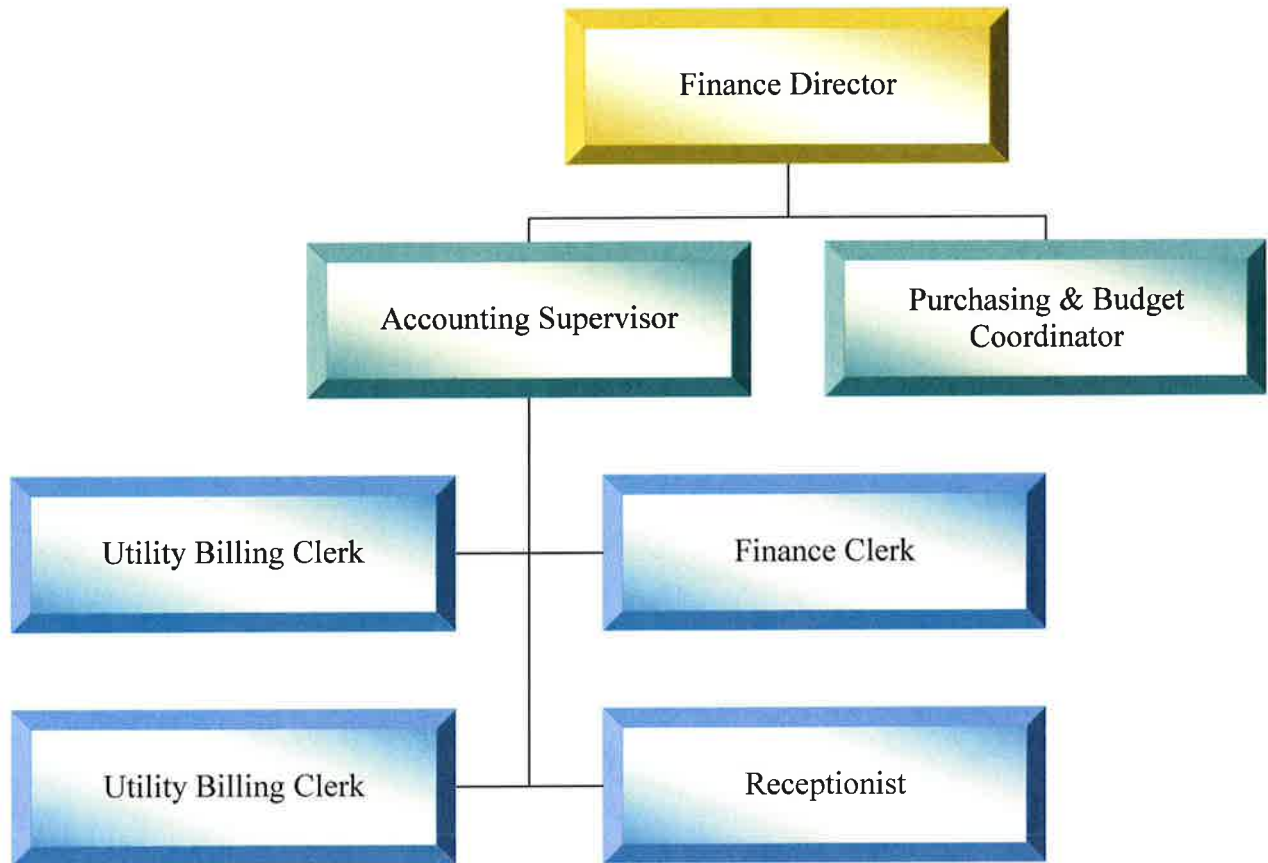 Finance Director
Accounting Supervisor
Purchasing & Budget
Coordinator
Utility Billing Clerk
Finance Clerk
Utility Billing Clerk
Receptionist